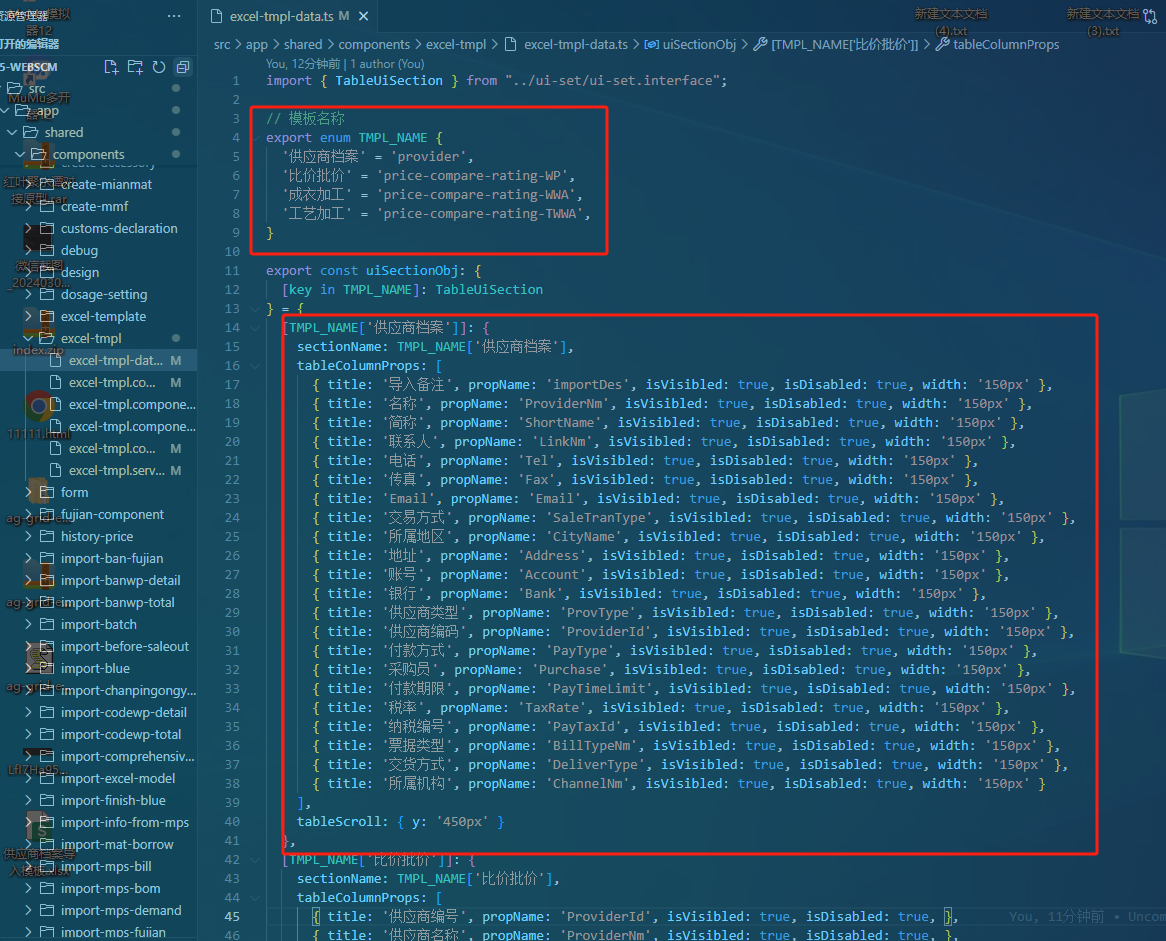 资源管理器
打开的编辑器
5-WEBSCM
src
app
shared
components
create-accessory
create-mianmat
create-mmf
customs-declaration
debug
design
dosage-setting
excel-template
excel-tmpl
excel-tmpl-dat... M
excel-tmpl.co... M
excel-tmpl.compone...
excel-tmpl.compone...
excel-tmpl.co... M
excel-tmpl.serv... M
form
fujian-component
history-price
import-ban-fujian
import-banwp-detail
import-banwp-total
import-batch
import-before-saleout
import-blue
import-chanpingongy...
import-codewp-detail
import-codewp-total
import-comprehensiv...
import-excel-model
import-finish-blue
import-info-from-mps
import-mat-borrow
import-mps-bill
import-mps-bom
import-mps-demand
import-mps-fujian
MuMu多开
index.zip
11111.html
新建文本文档
(4).txt
新建文本文档
(3).txt
excel-tmpl-data.ts M
src > app > shared > components > excel-tmpl > excel-tmpl-data.ts > uiSectionObj > [TMPL_NAME['比价批价']] > tableColumnProps
You, 12分钟前 | 1 author (You)
1 import { TableUiSection } from "../ui-set/ui-set.interface";
2
3 // 模板名称
4 export enum TMPL_NAME {
5 '供应商档案' = 'provider',
6 '比价批价' = 'price-compare-rating-WP',
7 '成衣加工' = 'price-compare-rating-WWA',
8 '工艺加工' = 'price-compare-rating-TWWA',
9 }
10
11 export const uiSectionObj: {
12 [key in TMPL_NAME]: TableUiSection
13 } = {
14 [TMPL_NAME['供应商档案']]: {
15 sectionName: TMPL_NAME['供应商档案'],
16 tableColumnProps: [
17 { title: '导入备注', propName: 'importDes', isVisibled: true, isDisabled: true, width: '150px' },
18 { title: '名称', propName: 'ProviderNm', isVisibled: true, isDisabled: true, width: '150px' },
19 { title: '简称', propName: 'ShortName', isVisibled: true, isDisabled: true, width: '150px' },
20 { title: '联系人', propName: 'LinkNm', isVisibled: true, isDisabled: true, width: '150px' },
21 { title: '电话', propName: 'Tel', isVisibled: true, isDisabled: true, width: '150px' },
22 { title: '传真', propName: 'Fax', isVisibled: true, isDisabled: true, width: '150px' },
23 { title: 'Email', propName: 'Email', isVisibled: true, isDisabled: true, width: '150px' },
24 { title: '交易方式', propName: 'SaleTranType', isVisibled: true, isDisabled: true, width: '150px' },
25 { title: '所属地区', propName: 'CityName', isVisibled: true, isDisabled: true, width: '150px' },
26 { title: '地址', propName: 'Address', isVisibled: true, isDisabled: true, width: '150px' },
27 { title: '账号', propName: 'Account', isVisibled: true, isDisabled: true, width: '150px' },
28 { title: '银行', propName: 'Bank', isVisibled: true, isDisabled: true, width: '150px' },
29 { title: '供应商类型', propName: 'ProvType', isVisibled: true, isDisabled: true, width: '150px' },
30 { title: '供应商编码', propName: 'ProviderId', isVisibled: true, isDisabled: true, width: '150px' },
31 { title: '付款方式', propName: 'PayType', isVisibled: true, isDisabled: true, width: '150px' },
32 { title: '采购员', propName: 'Purchase', isVisibled: true, isDisabled: true, width: '150px' },
33 { title: '付款期限', propName: 'PayTimeLimit', isVisibled: true, isDisabled: true, width: '150px' },
34 { title: '税率', propName: 'TaxRate', isVisibled: true, isDisabled: true, width: '150px' },
35 { title: '纳税编号', propName: 'PayTaxId', isVisibled: true, isDisabled: true, width: '150px' },
36 { title: '票据类型', propName: 'BillTypeNm', isVisibled: true, isDisabled: true, width: '150px' },
37 { title: '交货方式', propName: 'DeliverType', isVisibled: true, isDisabled: true, width: '150px' },
38 { title: '所属机构', propName: 'ChannelNm', isVisibled: true, isDisabled: true, width: '150px' }
39 ],
40 tableScroll: { y: '450px' }
41 },
42 [TMPL_NAME['比价批价']]: {
43 sectionName: TMPL_NAME['比价批价'],
44 tableColumnProps: [
45 { title: '供应商编号', propName: 'ProviderId', isVisibled: true, isDisabled: true, }, You, 11分钟前 • Uncom
46 { title: '供应商名称', propName: 'ProviderNm', isVisibled: true, isDisabled: true, },